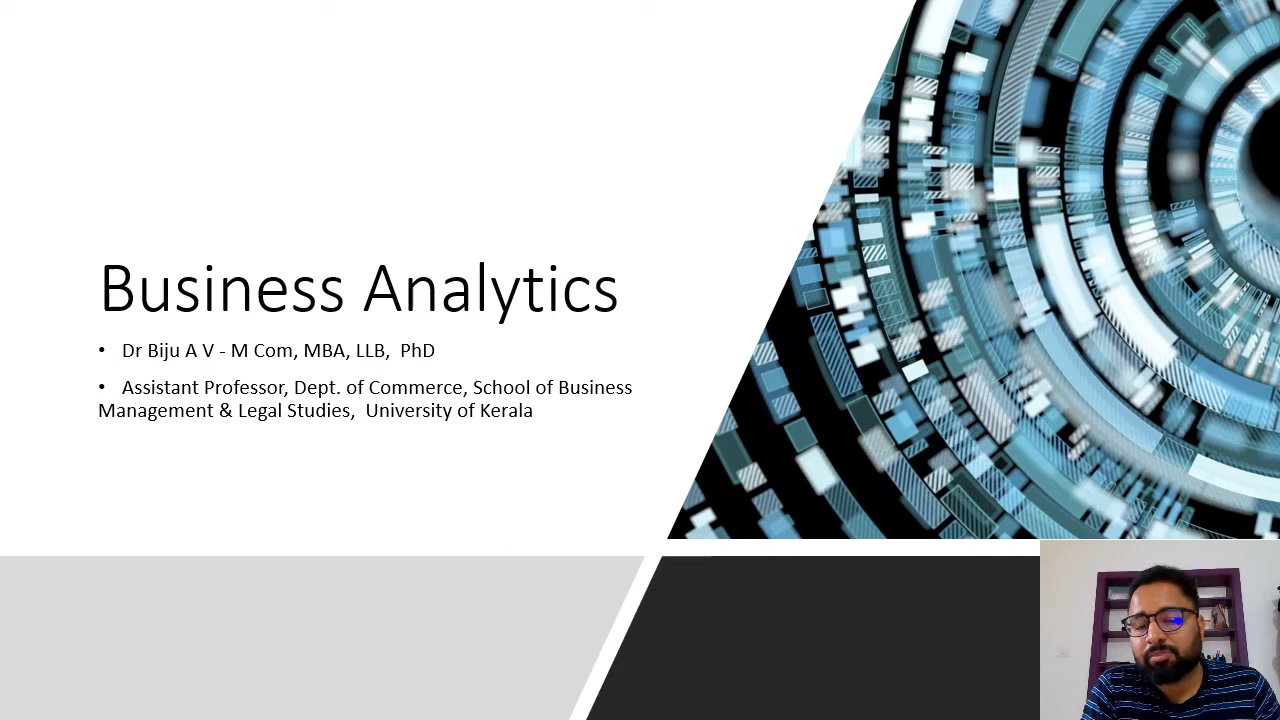 Business Analytics
• Dr Biju A V - M Com, MBA, LLB, PhD
• Assistant Professor, Dept. of Commerce, School of Business
Management & Legal Studies, University of Kerala